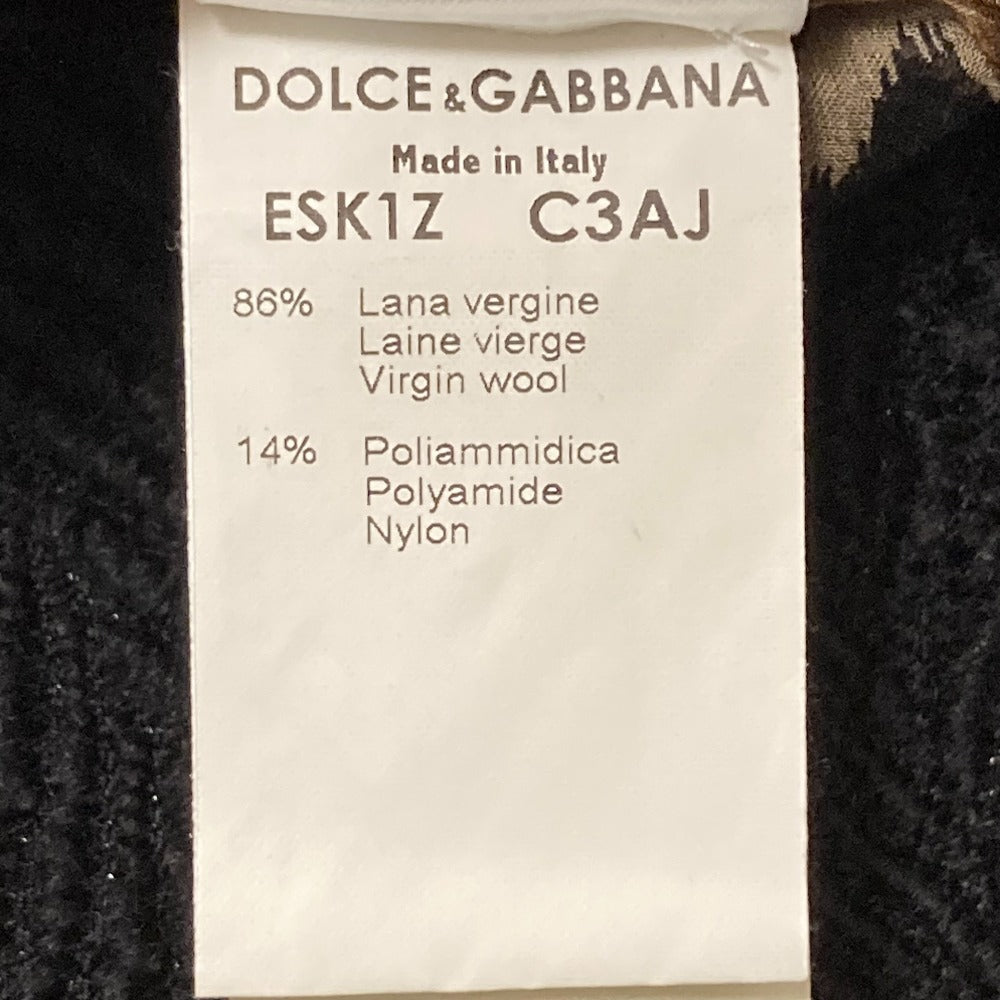 DOLCE&GABBANA
Made in Italy
ESK1Z C3AJ
86% Lana vergine
Laine vierge
Virgin wool
14% Poliammidica
Polyamide
Nylon